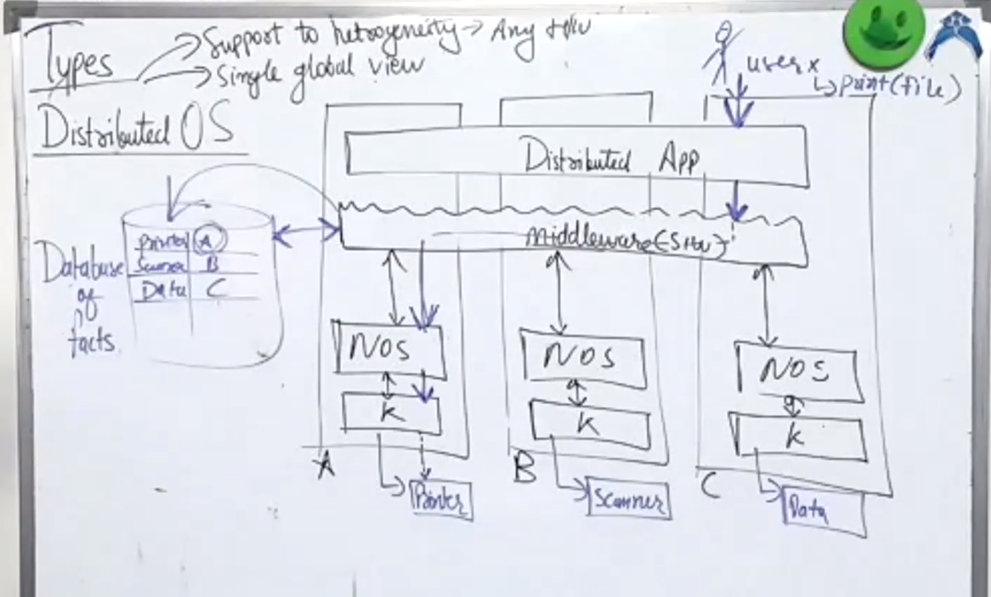 Types
Support to hetrogeneity → Any H/W
Single global view
user x
↳ print(file)
Distributed OS
Distributed App
Middleware(S/W)
Database
of
facts
Printer A
Scanner B
Data C
NOS
NOS
NOS
K
K
K
A
B
C
Printer
Scanner
Data